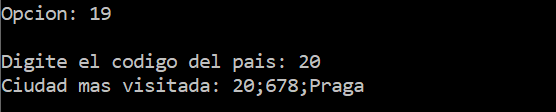 Opcion: 19
Digite el codigo del pais: 20
Ciudad mas visitada: 20;678;Praga